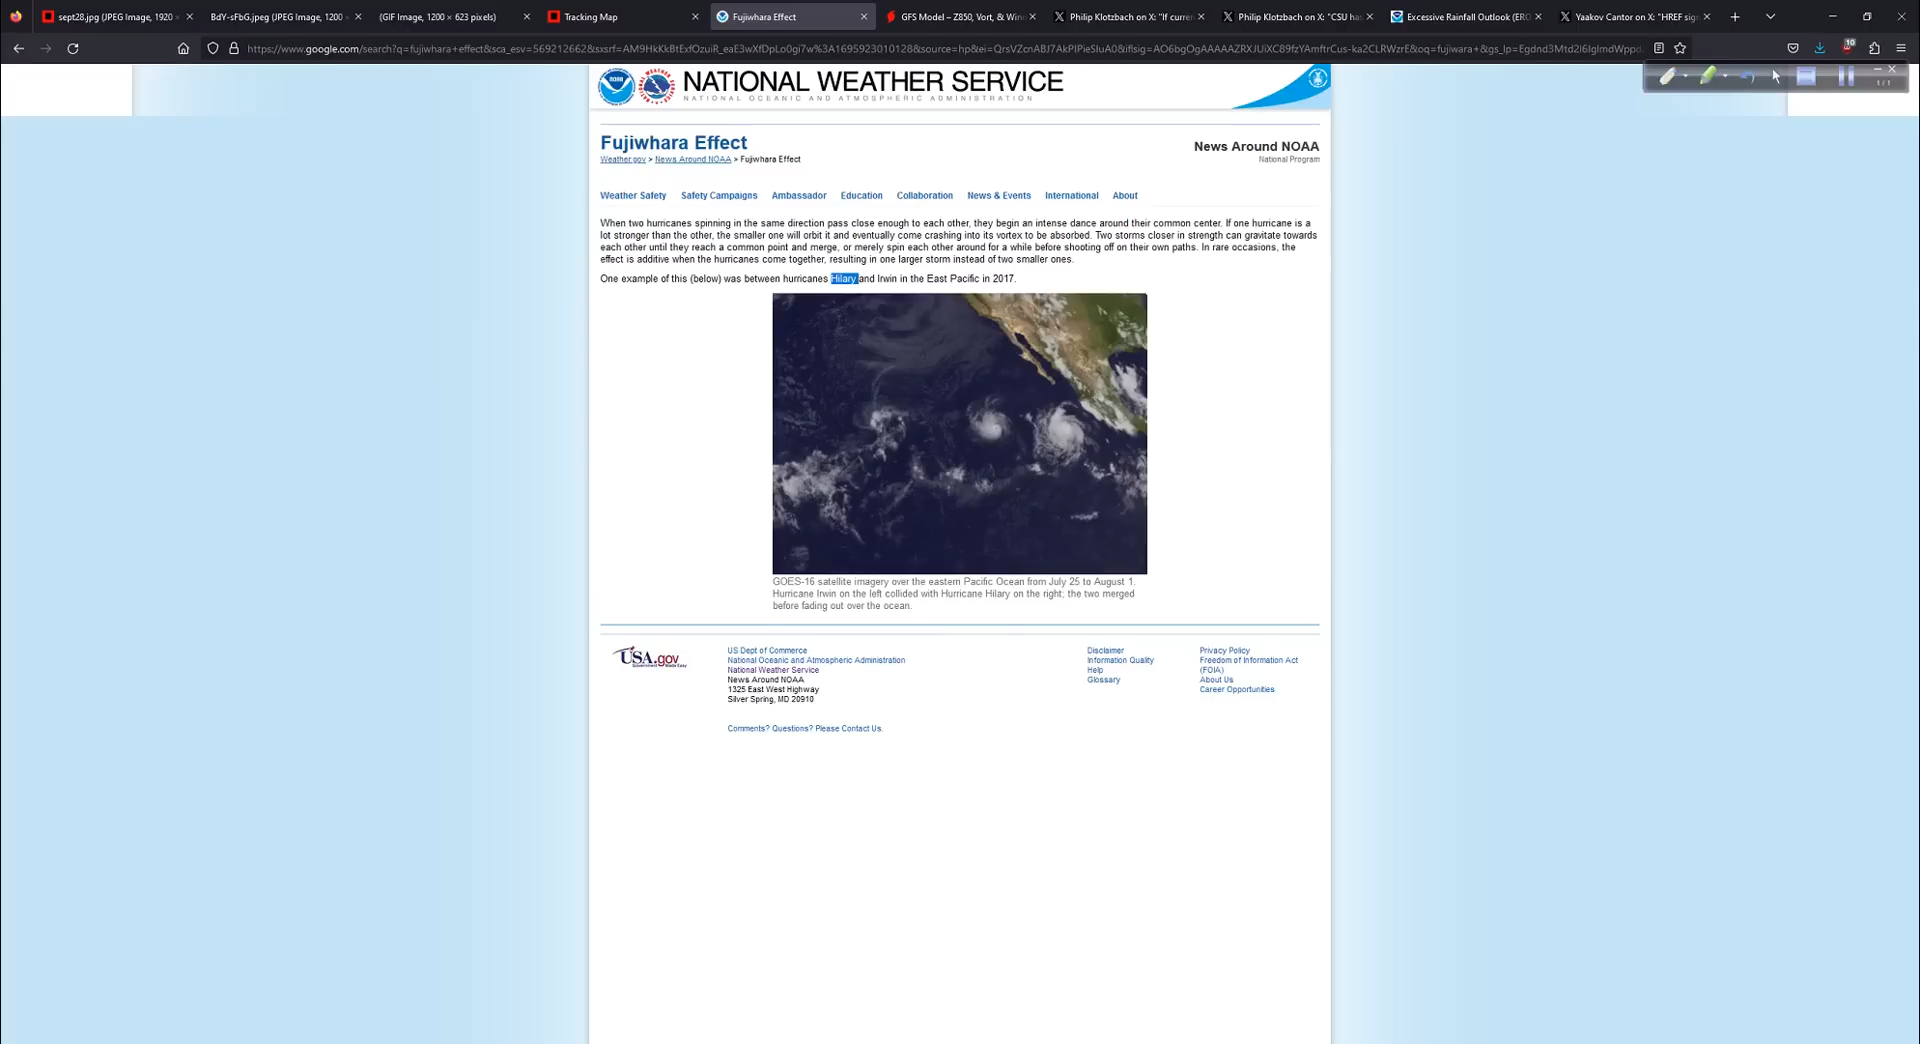 sept28.jpg (JPEG Image, 1920 ×
BdY-sFbG.jpeg (JPEG Image, 1200 ×
(GIF Image, 1200 × 623 pixels)
Tracking Map
Fujiwhara Effect
GFS Model – Z850, Vort, & Win
Philip Klotzbach on X: "If curre
Philip Klotzbach on X: "CSU ha
Excessive Rainfall Outlook (ERO
Yaakov Cantor on X: "HREF sig
10
1/1
NOAA
NATIONAL WEATHER SERVICE
NATIONAL OCEANIC AND ATMOSPHERIC ADMINISTRATION
Fujiwhara Effect
Weather.gov > News Around NOAA > Fujiwhara Effect
News Around NOAA
National Program
Weather Safety
Safety Campaigns
Ambassador
Education
Collaboration
News & Events
International
About
When two hurricanes spinning in the same direction pass close enough to each other, they begin an intense dance around their common center. If one hurricane is a
lot stronger than the other, the smaller one will orbit it and eventually come crashing into its vortex to be absorbed. Two storms closer in strength can gravitate towards
each other until they reach a common point and merge, or merely spin each other around for a while before shooting off on their own paths. In rare occasions, the
effect is additive when the hurricanes come together, resulting in one larger storm instead of two smaller ones.
One example of this (below) was between hurricanes Hilary and Irwin in the East Pacific in 2017.
GOES-16 satellite imagery over the eastern Pacific Ocean from July 25 to August 1.
Hurricane Irwin on the left collided with Hurricane Hilary on the right; the two merged
before fading out over the ocean.
USA.gov
Government Made Easy
US Dept of Commerce
National Oceanic and Atmospheric Administration
National Weather Service
News Around NOAA
1325 East West Highway
Silver Spring, MD 20910
Comments? Questions? Please Contact Us.
Disclaimer
Information Quality
Help
Glossary
Privacy Policy
Freedom of Information Act
(FOIA)
About Us
Career Opportunities